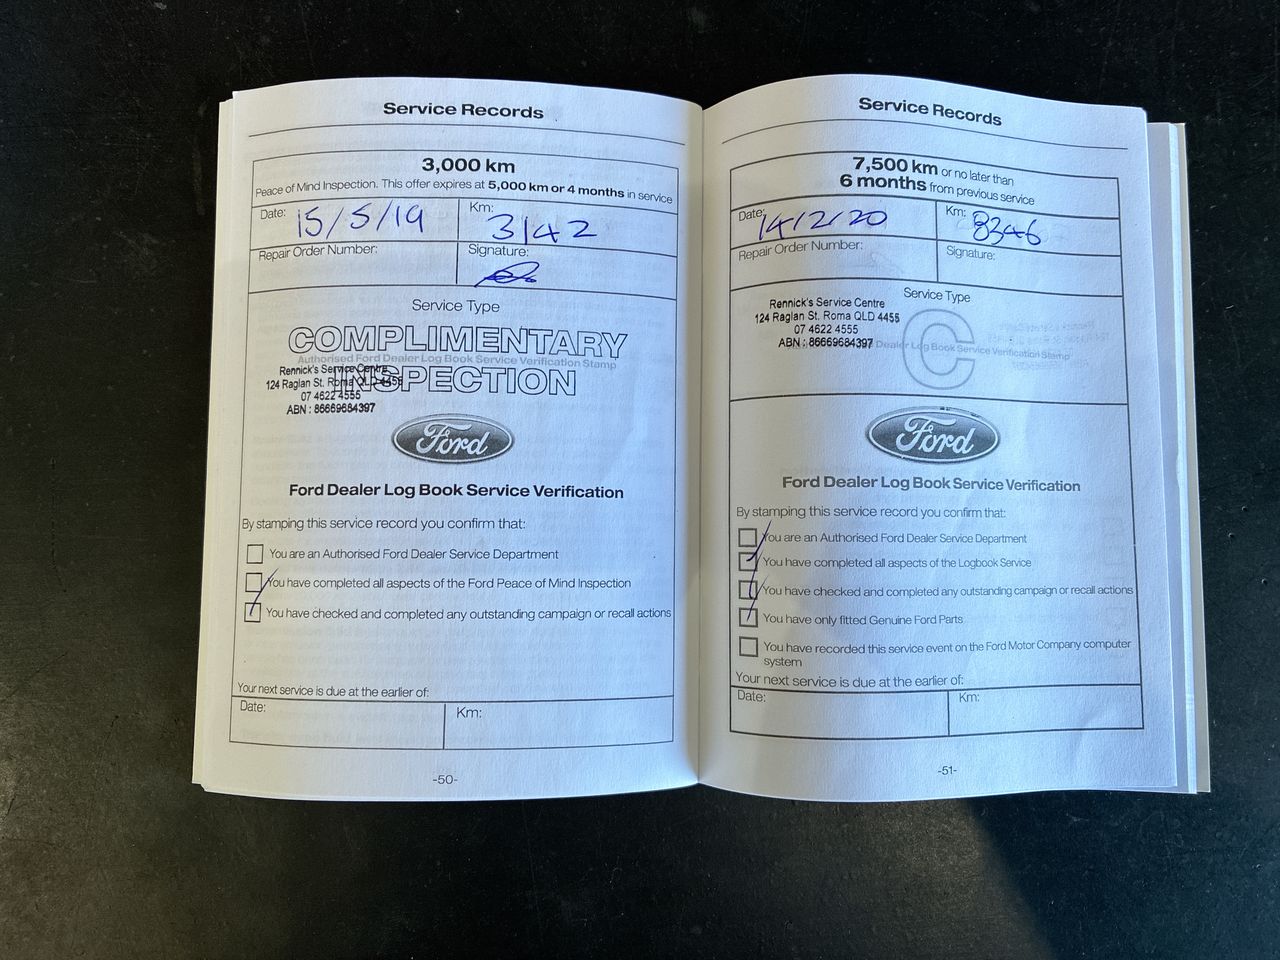 Service Records
3,000 km
Peace of Mind Inspection. This offer expires at 5,000 km or 4 months in service
Date: 15/5/19
Km: 3142
Repair Order Number:
Signature:
Service Type
COMPLIMENTARY
Authorised Ford Dealer Log Book Service Verification Stamp
INSPECTION
Rennick's Service Centre
124 Raglan St. Roma QLD 4455
07 4622 4555
ABN : 86669684397
Ford
Ford Dealer Log Book Service Verification
By stamping this service record you confirm that:
You are an Authorised Ford Dealer Service Department
You have completed all aspects of the Ford Peace of Mind Inspection
You have checked and completed any outstanding campaign or recall actions
Your next service is due at the earlier of:
Date:
Km:
-50-
Service Records
7,500 km or no later than
6 months from previous service
Date: 14/2/20
Km: 8346
Repair Order Number:
Signature:
Service Type
Rennick's Service Centre
124 Raglan St. Roma QLD 4455
07 4622 4555
ABN : 86669684397
C
Dealer Log Book Service Verification Stamp
Ford
Ford Dealer Log Book Service Verification
By stamping this service record you confirm that:
You are an Authorised Ford Dealer Service Department
You have completed all aspects of the Logbook Service
You have checked and completed any outstanding campaign or recall actions
You have only fitted Genuine Ford Parts
You have recorded this service event on the Ford Motor Company computer
system
Your next service is due at the earlier of:
Date:
Km:
-51-